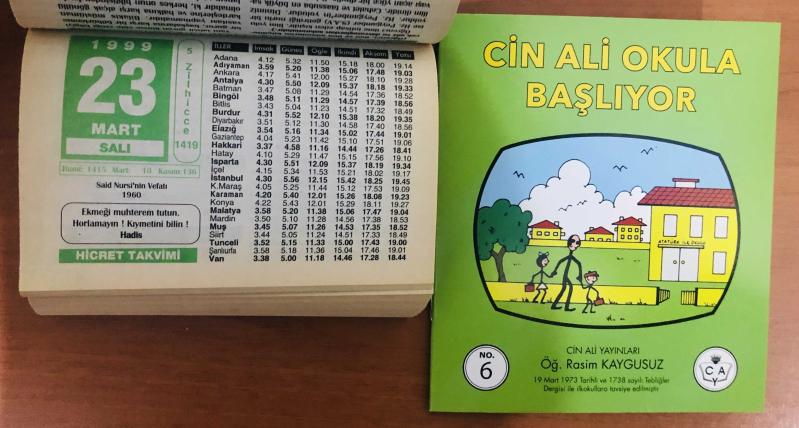 1999
23
MART
SALI
5 Zilhicce 1419
Rumî: 1415 Mart: 10 Kasım 136
Said Nursi'nin Vefatı
1960
Ekmeği muhterem tutun.
Horlamayın ! Kıymetini bilin !
Hadis
HİCRET TAKVİMİ
İLLER İmsak Güneş Öğle İkindi Akşam Yatsı
Adana 4.12 5.32 11.50 15.18 18.00 19.14
Adıyaman 3.59 5.20 11.38 15.06 17.48 19.03
Ankara 4.17 5.41 12.00 15.27 18.10 19.28
Antalya 4.30 5.50 12.09 15.37 18.18 19.33
Batman 3.47 5.08 11.29 14.54 17.36 18.52
Bingöl 3.48 5.11 11.29 14.57 17.39 18.56
Bitlis 3.43 5.04 11.23 14.51 17.32 18.49
Burdur 4.31 5.52 12.10 15.38 18.20 19.35
Diyarbakır 3.51 5.12 11.30 14.58 17.40 18.56
Elazığ 3.54 5.16 11.34 15.02 17.44 19.01
Gaziantep 4.04 5.23 11.42 15.10 17.51 19.06
Hakkari 3.37 4.58 11.16 14.44 17.26 18.41
Hatay 4.10 5.29 11.47 15.15 17.56 19.10
Isparta 4.30 5.51 12.09 15.37 18.19 19.34
İçel 4.15 5.34 11.53 15.21 18.02 19.17
İstanbul 4.30 5.56 12.15 15.42 18.25 19.45
K.Maraş 4.05 5.25 11.44 15.12 17.53 19.09
Karaman 4.20 5.40 12.01 15.26 18.08 19.23
Konya 4.22 5.43 12.01 15.29 18.11 19.27
Malatya 3.58 5.20 11.38 15.06 17.47 19.04
Mardin 3.50 5.10 11.28 14.56 17.38 18.53
Muş 3.45 5.07 11.26 14.53 17.35 18.52
Siirt 3.44 5.05 11.24 14.51 17.33 18.49
Tunceli 3.52 5.15 11.33 15.00 17.43 19.00
Şanlıurfa 3.58 5.18 11.36 15.04 17.46 19.01
Van 3.38 5.00 11.18 14.46 17.28 18.44
CİN ALİ OKULA
BAŞLIYOR
ATATÜRK İLK OKULU
NO.
6
CİN ALİ YAYINLARI
Öğ. Rasim KAYGUSUZ
19 Mart 1973 Tarihli ve 1738 sayılı Tebliğler
Dergisi ile ilkokullara tavsiye edilmiştir
C A
Y